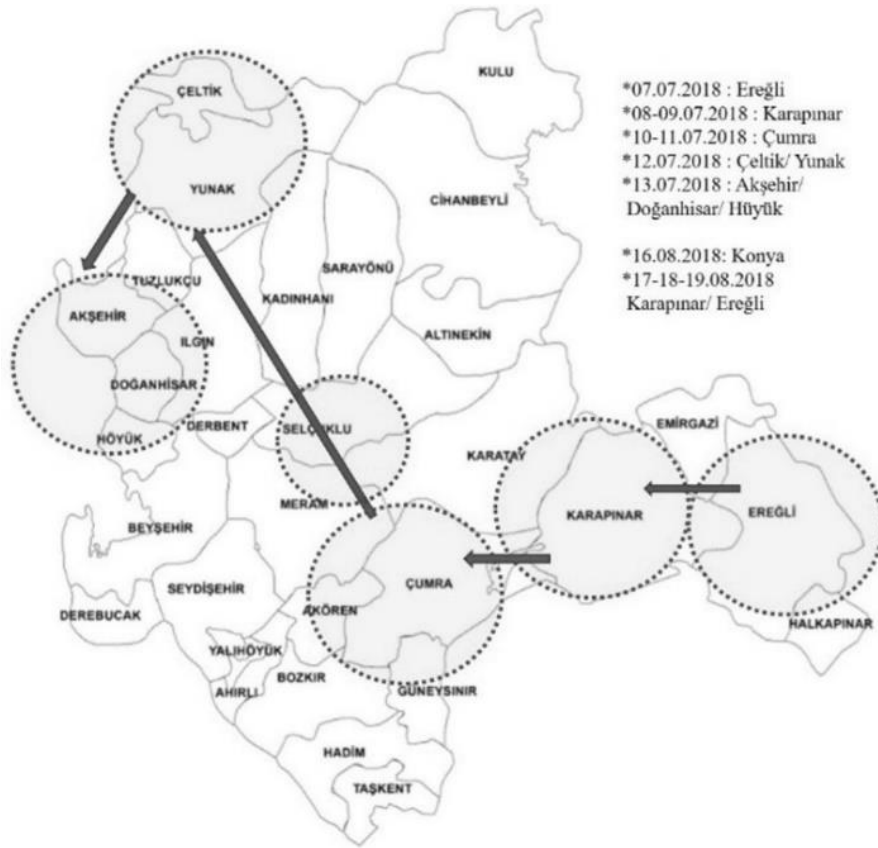 KULU
ÇELTİK
*07.07.2018 : Ereğli
*08-09.07.2018 : Karapınar
*10-11.07.2018 : Çumra
*12.07.2018 : Çeltik/ Yunak
*13.07.2018 : Akşehir/
Doğanhisar/ Hüyük
*16.08.2018: Konya
*17-18-19.08.2018
Karapınar/ Ereğli
YUNAK
CİHANBEYLİ
SARAYÖNÜ
TUZLUKÇU
KADINHANI
AKŞEHİR
ALTINEKİN
ILGIN
DOĞANHİSAR
EMİRGAZİ
DERBENT
SELÇUKLU
HÖYÜK
KARATAY
MERAM
EREĞLİ
KARAPINAR
BEYŞEHİR
ÇUMRA
SEYDİŞEHİR
AKÖREN
DEREBUCAK
HALKAPINAR
YALIHÖYÜK
BOZKIR
AHIRLI
GÜNEYSINIR
HADİM
TAŞKENT